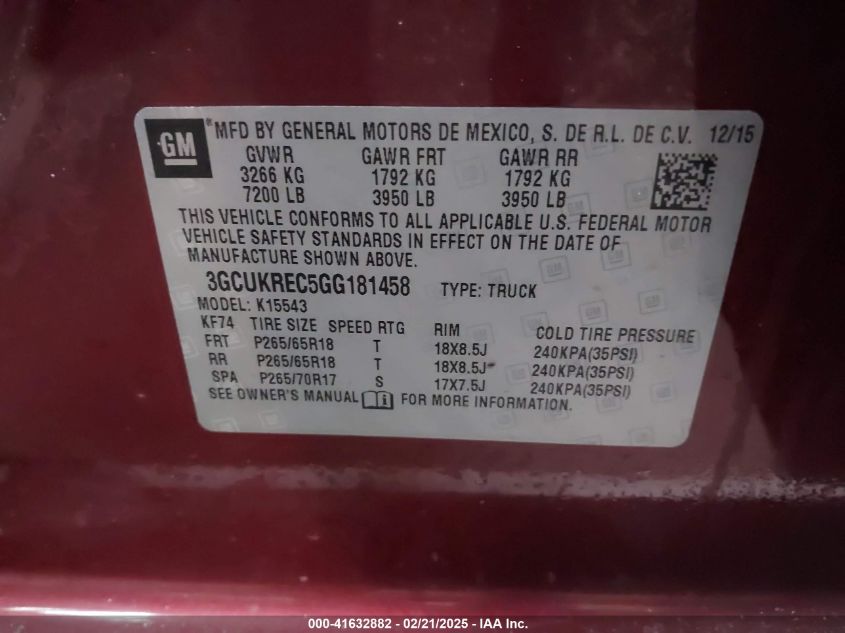 GM
*MFD BY GENERAL MOTORS DE MEXICO, S. DE R.L. DE C.V. 12/15
GVWR GAWR FRT GAWR RR
3266 KG 1792 KG 1792 KG
7200 LB 3950 LB 3950 LB
THIS VEHICLE CONFORMS TO ALL APPLICABLE U.S. FEDERAL MOTOR
VEHICLE SAFETY STANDARDS IN EFFECT ON THE DATE OF
MANUFACTURE SHOWN ABOVE.
3GCUKREC5GG181458 TYPE: TRUCK
MODEL: K15543
KF74 TIRE SIZE SPEED RTG RIM COLD TIRE PRESSURE
FRT P265/65R18 T 18X8.5J 240KPA(35PSI)
RR P265/65R18 T 18X8.5J 240KPA(35PSI)
SPA P265/70R17 S 17X7.5J 240KPA(35PSI)
SEE OWNER'S MANUAL FOR MORE INFORMATION.
000-41632882 - 02/21/2025 - IAA Inc.